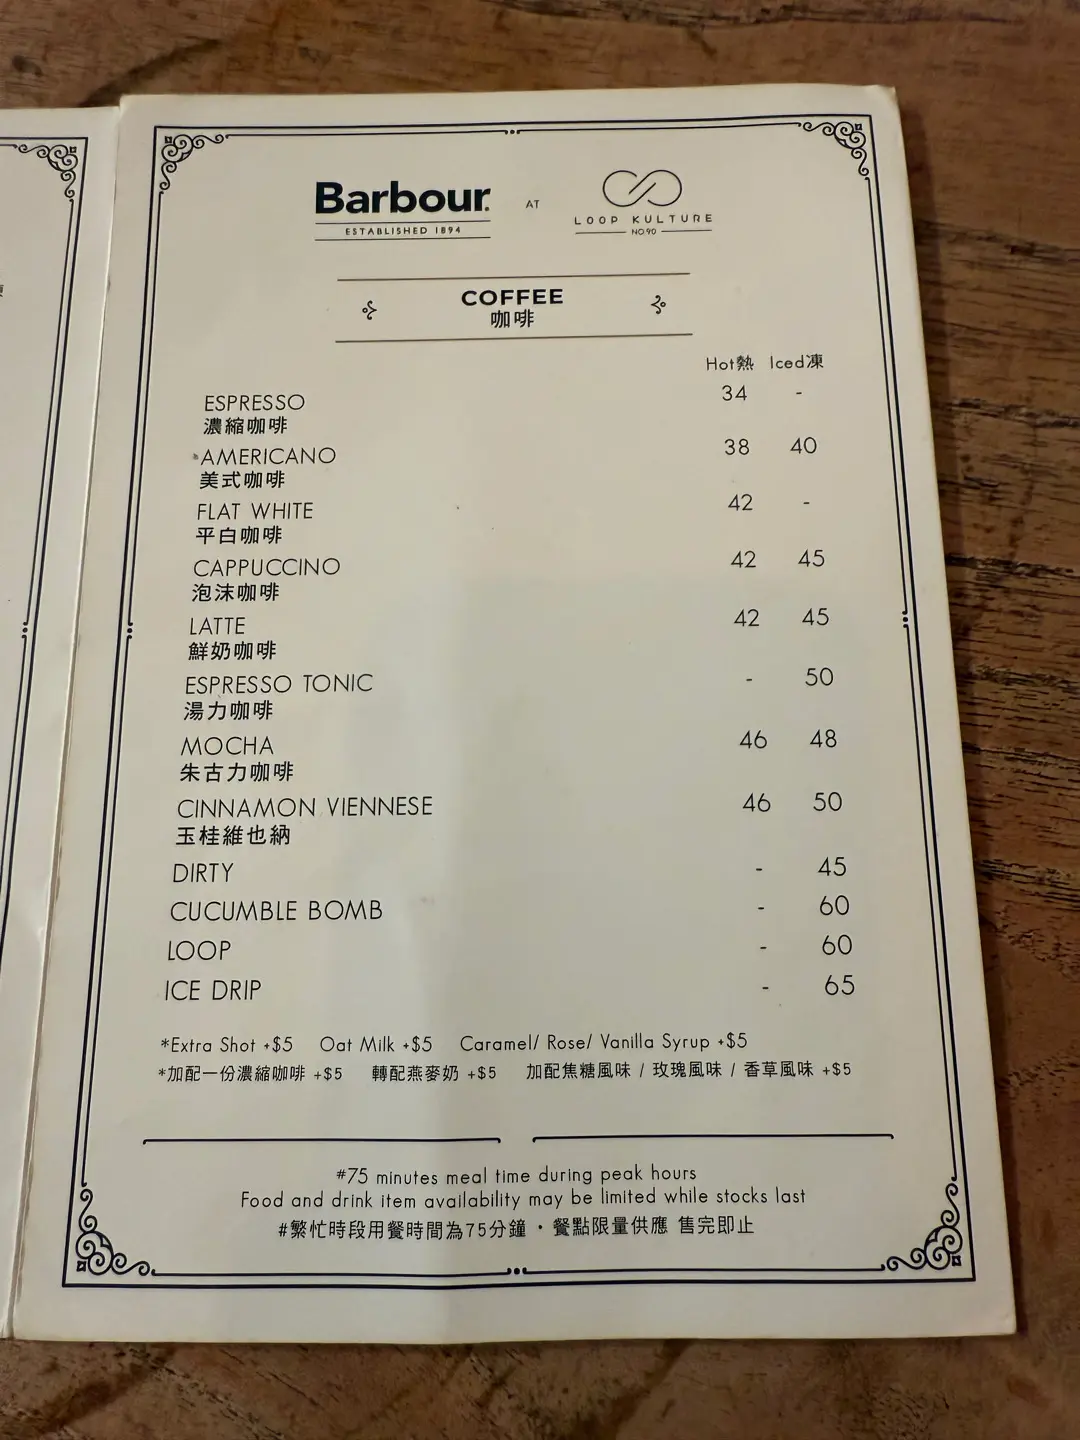 Barbour
ESTABLISHED 1894
AT
LOOP KULTURE
NO.90
COFFEE
咖啡
Hot熱 Iced凍
ESPRESSO 34 -
濃縮咖啡
AMERICANO 38 40
美式咖啡
FLAT WHITE 42 -
平白咖啡
CAPPUCCINO 42 45
泡沫咖啡
LATTE 42 45
鮮奶咖啡
ESPRESSO TONIC - 50
湯力咖啡
MOCHA 46 48
朱古力咖啡
CINNAMON VIENNESE 46 50
玉桂維也納
DIRTY - 45
CUCUMBLE BOMB - 60
LOOP - 60
ICE DRIP - 65
*Extra Shot +$5 Oat Milk +$5 Caramel/ Rose/ Vanilla Syrup +$5
*加配一份濃縮咖啡 +$5 轉配燕麥奶 +$5 加配焦糖風味 / 玫瑰風味 / 香草風味 +$5
#75 minutes meal time during peak hours
Food and drink item availability may be limited while stocks last
#繁忙時段用餐時間為75分鐘・餐點限量供應 售完即止